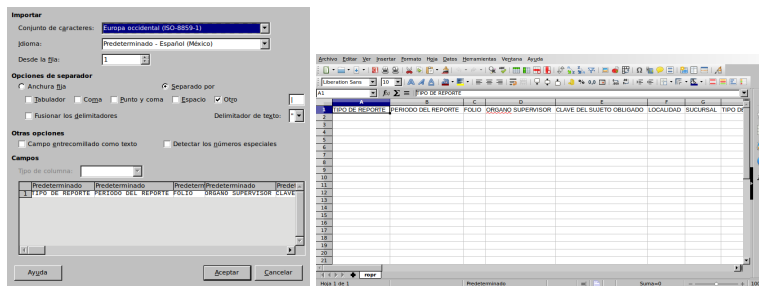 Importar
Conjunto de caracteres: Europa occidental (ISO-8859-1)
Idioma: Predeterminado - Español (México)
Desde la fila: 1
Opciones de separador
Anchura fija Separado por
Tabulador Coma Punto y coma Espacio Otro |
Fusionar los delimitadores Delimitador de texto: "
Otras opciones
Campo entrecomillado como texto Detectar los números especiales
Campos
Tipo de columna:
Predeterminado Predeterminado Predetermi Predeterminado Predet
1 TIPO DE REPORTE PERIODO DEL REPORTE FOLIO ORGANO SUPERVISOR CLAVE
Ayuda Aceptar Cancelar
Archivo Editar Ver Insertar Formato Hoja Datos Herramientas Ventana Ayuda
Liberation Sans 10
A1 TIPO DE REPORTE
A B C D E F G
1 TIPO DE REPORTE PERIODO DEL REPORTE FOLIO ORGANO SUPERVISOR CLAVE DEL SUJETO OBLIGADO LOCALIDAD SUCURSAL TIPO DE
2
3
4
5
6
7
8
9
10
11
12
13
14
15
16
17
18
19
20
21
ropr
Hoja 1 de 1 Predeterminado Suma=0 100